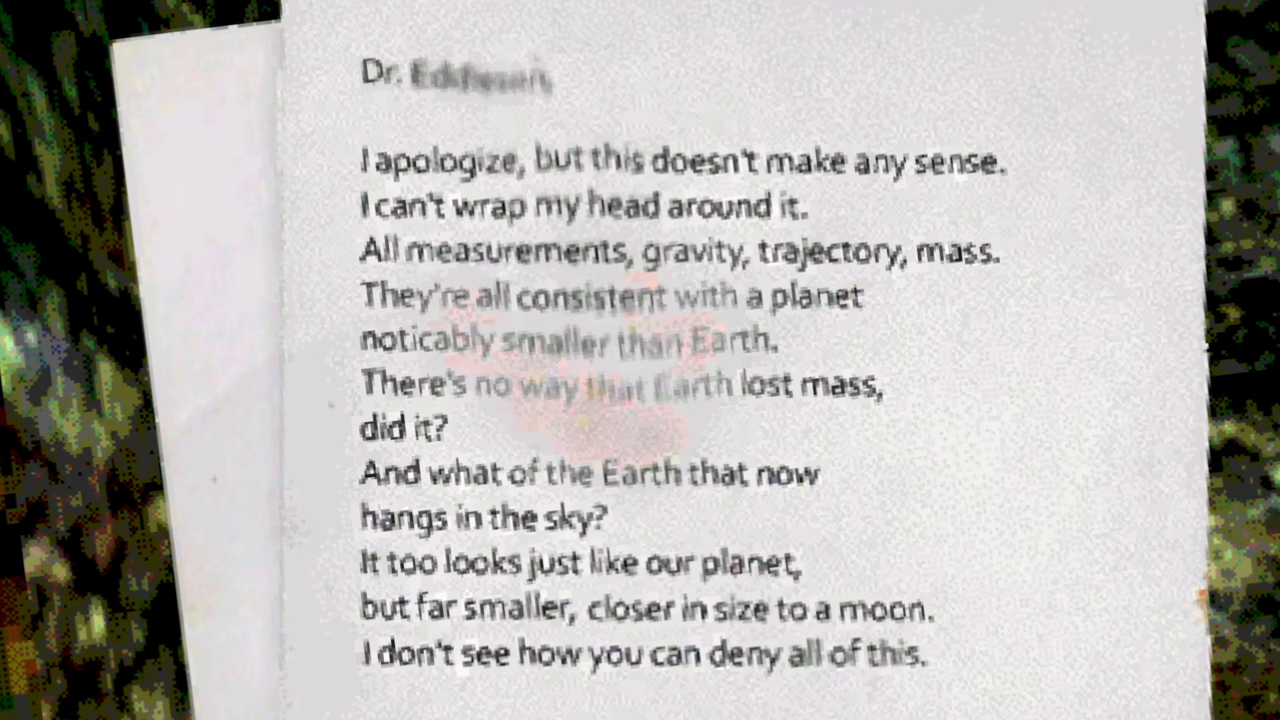 Dr.
I apologize, but this doesn't make any sense.
I can't wrap my head around it.
All measurements, gravity, trajectory, mass.
They're all consistent with a planet
noticably smaller than Earth.
There's no way that Earth lost mass,
did it?
And what of the Earth that now
hangs in the sky?
It too looks just like our planet,
but far smaller, closer in size to a moon.
I don't see how you can deny all of this.